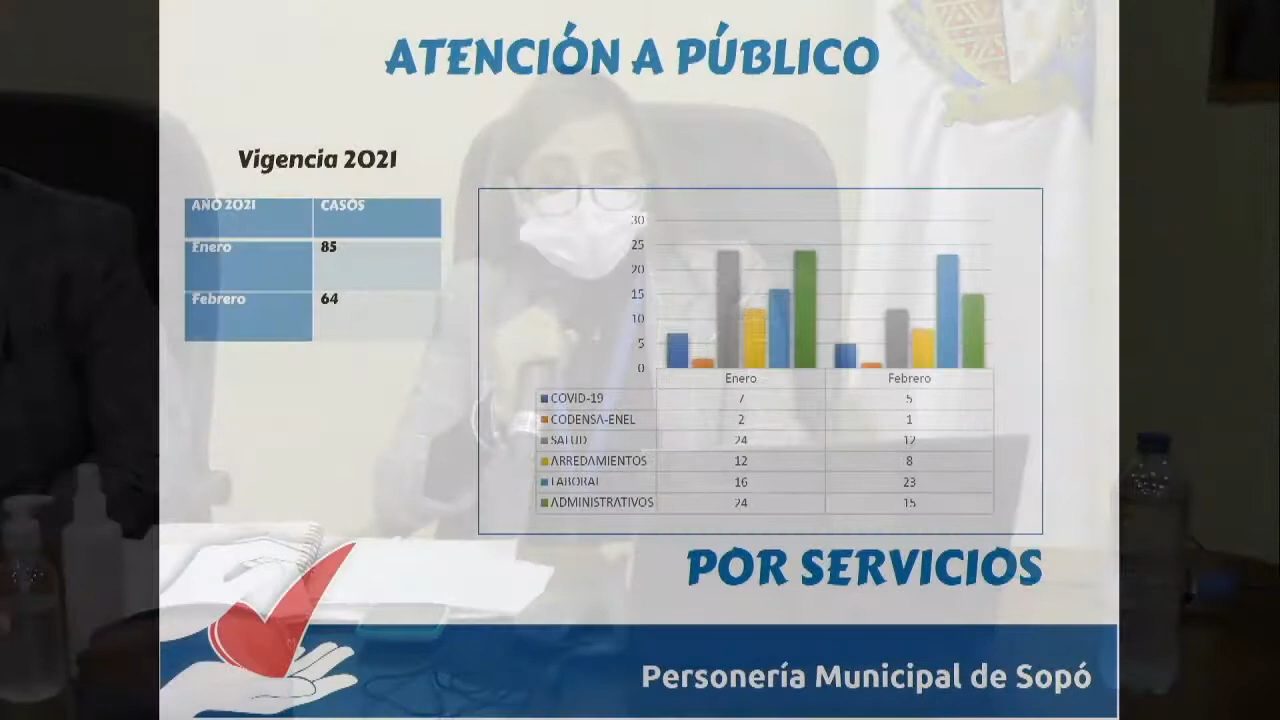 ATENCIÓN A PÚBLICO
Vigencia 2021
AÑO 2021 CASOS
Enero 85
Febrero 64
30
25
20
15
10
5
0
Enero Febrero
COVID-19 7 5
CODENSA-ENEL 2 1
SALUD 24 12
ARREDAMIENTOS 12 8
LABORAL 16 23
ADMINISTRATIVOS 24 15
POR SERVICIOS
Personería Municipal de Sopó